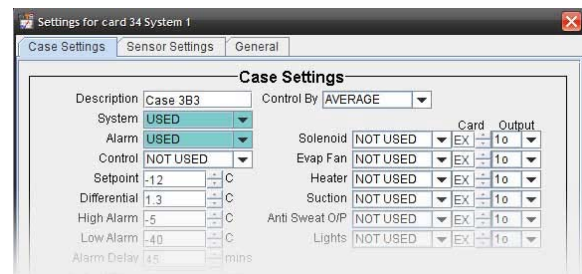 Settings for card 34 System 1
Case Settings Sensor Settings General
Case Settings
Description Case 3B3 Control By AVERAGE
System USED Card Output
Alarm USED Solenoid NOT USED EX 1o
Control NOT USED Evap Fan NOT USED EX 1o
Setpoint -12 C Heater NOT USED EX 1o
Differential 1.3 C Suction NOT USED EX 1o
High Alarm -5 C Anti Sweat O/P NOT USED EX 1o
Low Alarm -40 C Lights NOT USED EX 1o
Alarm Delay 45 mins